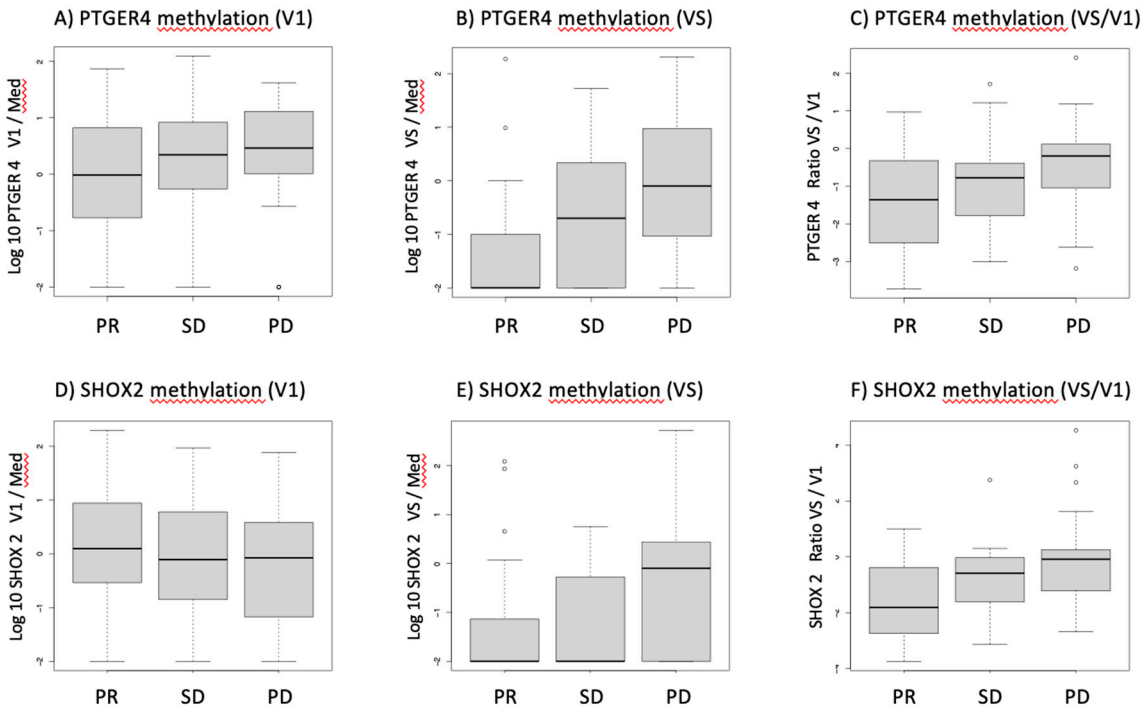 A) PTGER4 methylation (V1)
B) PTGER4 methylation (VS)
C) PTGER4 methylation (VS/V1)
Log 10 PTGER 4 V1 / Med
2
1
0
-1
-2
PR SD PD
Log 10 PTGER 4 VS / Med
2
1
0
-1
-2
PR SD PD
PTGER 4 Ratio VS / V1
2
1
0
-1
-2
-3
PR SD PD
D) SHOX2 methylation (V1)
E) SHOX2 methylation (VS)
F) SHOX2 methylation (VS/V1)
Log 10 SHOX 2 V1 / Med
2
1
0
-1
-2
PR SD PD
Log 10 SHOX 2 VS / Med
2
1
0
-1
-2
PR SD PD
SHOX 2 Ratio VS / V1
PR SD PD